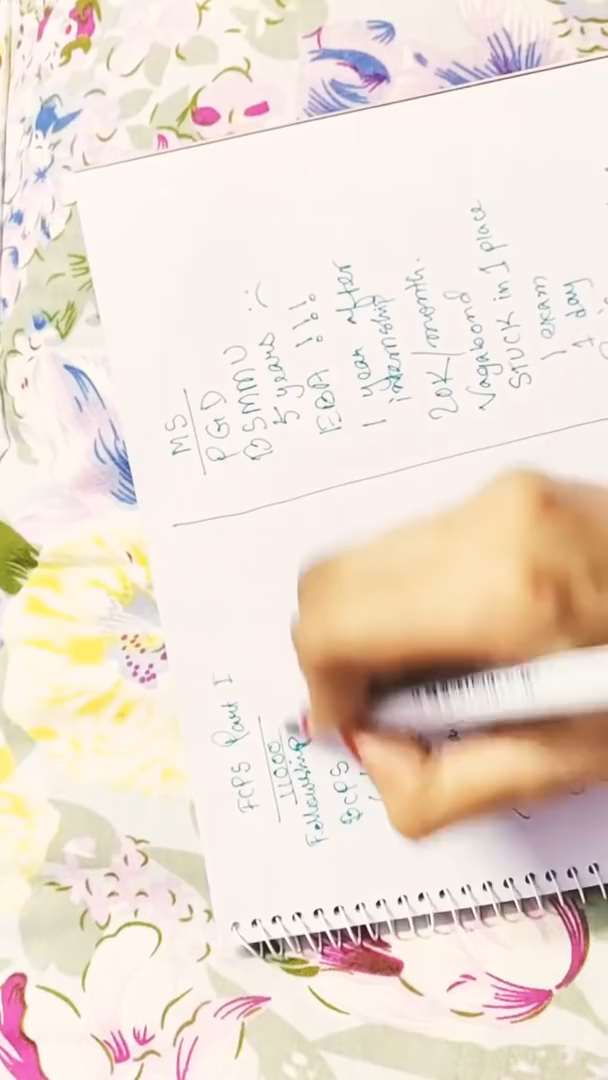 FCPS Part I
11000
Fellowship
BCPS
MS
PGD
BSMMU
5 years :(
EBA !!!
1 year after
internship
20K/month.
Vagabond
STUCK in 1 place
1 exam
1 day